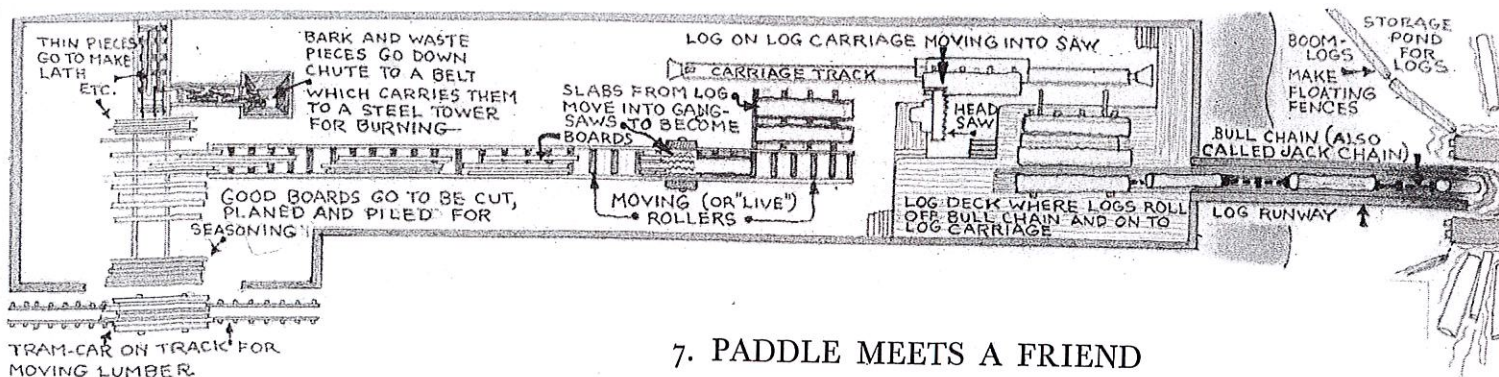 THIN PIECES
GO TO MAKE
LATH
ETC.
BARK AND WASTE
PIECES GO DOWN
CHUTE TO A BELT
WHICH CARRIES THEM
TO A STEEL TOWER
FOR BURNING
SLABS FROM LOG
MOVE INTO GANG-
SAWS TO BECOME
BOARDS
LOG ON LOG CARRIAGE MOVING INTO SAW
CARRIAGE TRACK
HEAD
SAW
STORAGE
POND
FOR
LOGS
BOOM-
LOGS
MAKE
FLOATING
FENCES
BULL CHAIN (ALSO
CALLED JACK CHAIN)
LOG RUNWAY
LOG DECK WHERE LOGS ROLL
OFF BULL CHAIN AND ON TO
LOG CARRIAGE
MOVING (OR "LIVE")
ROLLERS
GOOD BOARDS GO TO BE CUT,
PLANED AND PILED FOR
SEASONING
TRAM-CAR ON TRACK FOR
MOVING LUMBER
7. PADDLE MEETS A FRIEND